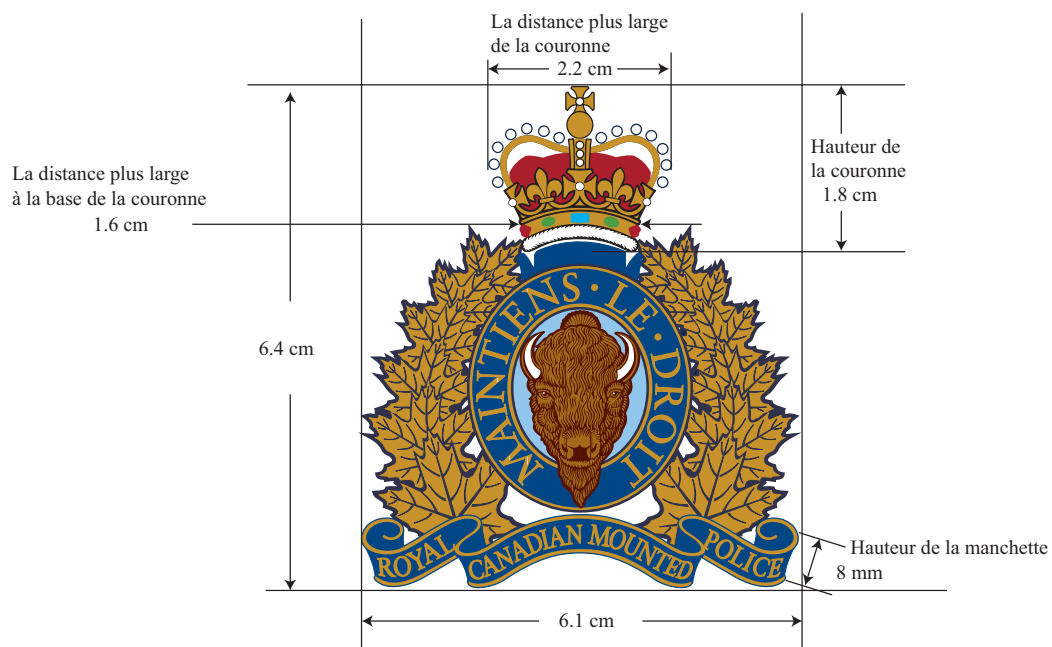 La distance plus large
de la couronne
2.2 cm
Hauteur de
la couronne
1.8 cm
La distance plus large
à la base de la couronne
1.6 cm
6.4 cm
MAINTIENS · LE · DROIT
ROYAL CANADIAN MOUNTED POLICE
Hauteur de la manchette
8 mm
6.1 cm